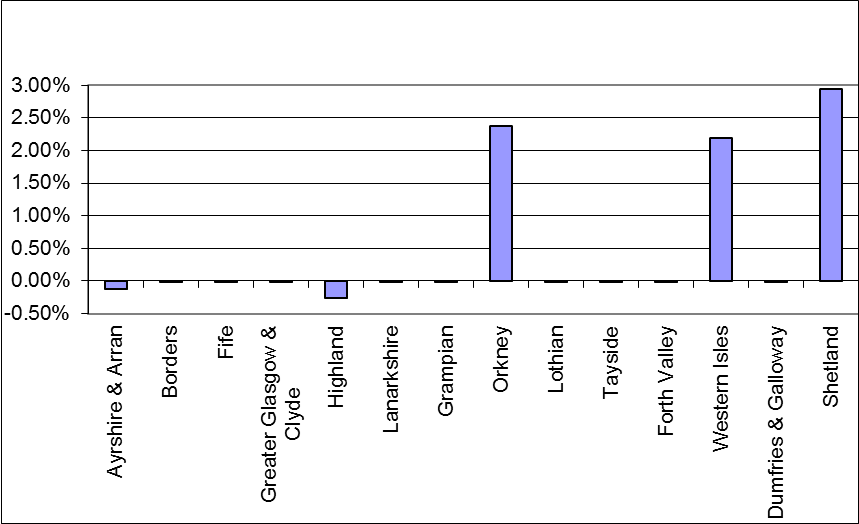 3.00%
2.50%
2.00%
1.50%
1.00%
0.50%
0.00%
-0.50%
Ayrshire & Arran
Borders
Fife
Greater Glasgow &
Clyde
Highland
Lanarkshire
Grampian
Orkney
Lothian
Tayside
Forth Valley
Western Isles
Dumfries & Galloway
Shetland